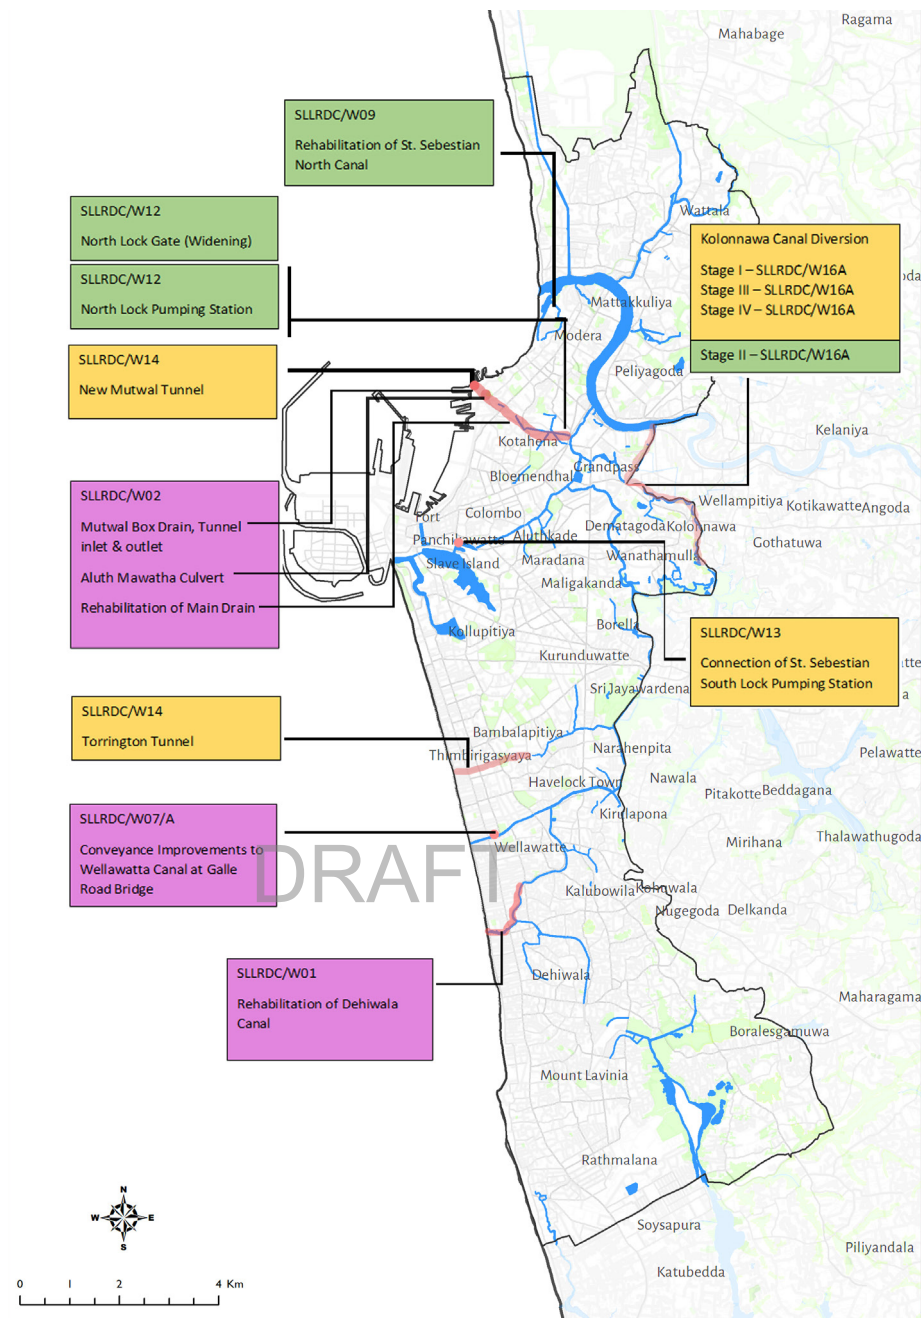 Ragama
Mahabage
SLLRDC/W09
Rehabilitation of St. Sebestian
North Canal
SLLRDC/W12
North Lock Gate (Widening)
Wattala
Kolonnawa Canal Diversion
Stage I – SLLRDC/W16A
Stage III – SLLRDC/W16A
Stage IV – SLLRDC/W16A
Stage II – SLLRDC/W16A
SLLRDC/W12
North Lock Pumping Station
Mattakkuliya
Modera
SLLRDC/W14
New Mutwal Tunnel
Peliyagoda
Kelaniya
Kotahena
Grandpass
Bloemendhal
SLLRDC/W02
Mutwal Box Drain, Tunnel
inlet & outlet
Aluth Mawatha Culvert
Rehabilitation of Main Drain
Wellampitiya
Kotikawatte
Angoda
Fort
Colombo
Dematagoda
Kolonnawa
Panchikawatte
Aluthkade
Gothatuwa
Slave Island
Maradana
Wanathamulla
Maligakanda
Borella
Kollupitiya
Kurunduwatte
SLLRDC/W13
Connection of St. Sebestian
South Lock Pumping Station
Sri Jayawardena
SLLRDC/W14
Torrington Tunnel
Bambalapitiya
Thimbirigasyaya
Narahenpita
Pelawatte
Havelock Town
Nawala
Pitakotte
Beddagana
Kirulapona
SLLRDC/W07/A
Conveyance Improvements to
Wellawatta Canal at Galle
Road Bridge
DRAFT
Wellawatte
Mirihana
Thalawathugoda
Kalubowila
Kohuwala
Nugegoda
Delkanda
SLLRDC/W01
Rehabilitation of Dehiwala
Canal
Dehiwala
Maharagama
Boralesgamuwa
Mount Lavinia
Rathmalana
Soysapura
Katubedda
Piliyandala
N
W E
S
0 1 2 4 Km